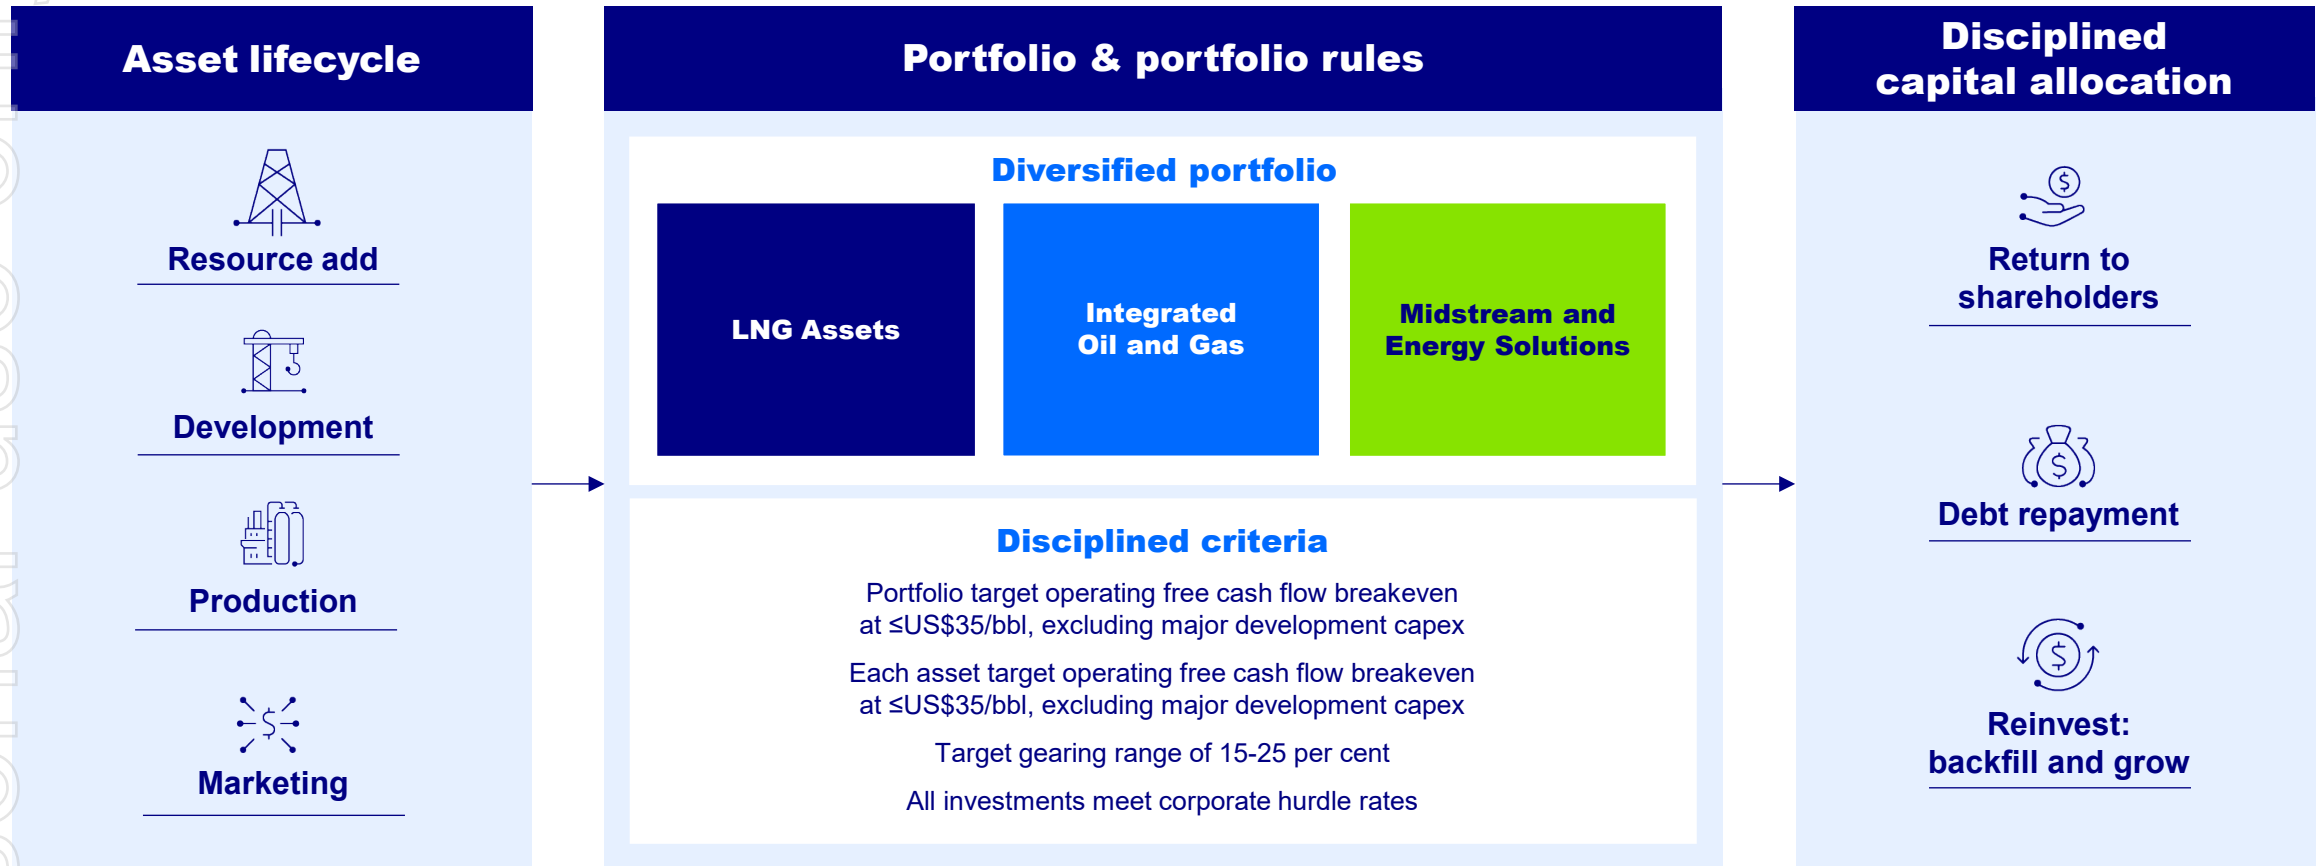 Asset lifecycle
Resource add
Development
Production
Marketing
Portfolio & portfolio rules
Diversified portfolio
LNG Assets
Integrated
Oil and Gas
Midstream and
Energy Solutions
Disciplined criteria
Portfolio target operating free cash flow breakeven
at ≤US$35/bbl, excluding major development capex
Each asset target operating free cash flow breakeven
at ≤US$35/bbl, excluding major development capex
Target gearing range of 15-25 per cent
All investments meet corporate hurdle rates
Disciplined
capital allocation
Return to
shareholders
Debt repayment
Reinvest:
backfill and grow